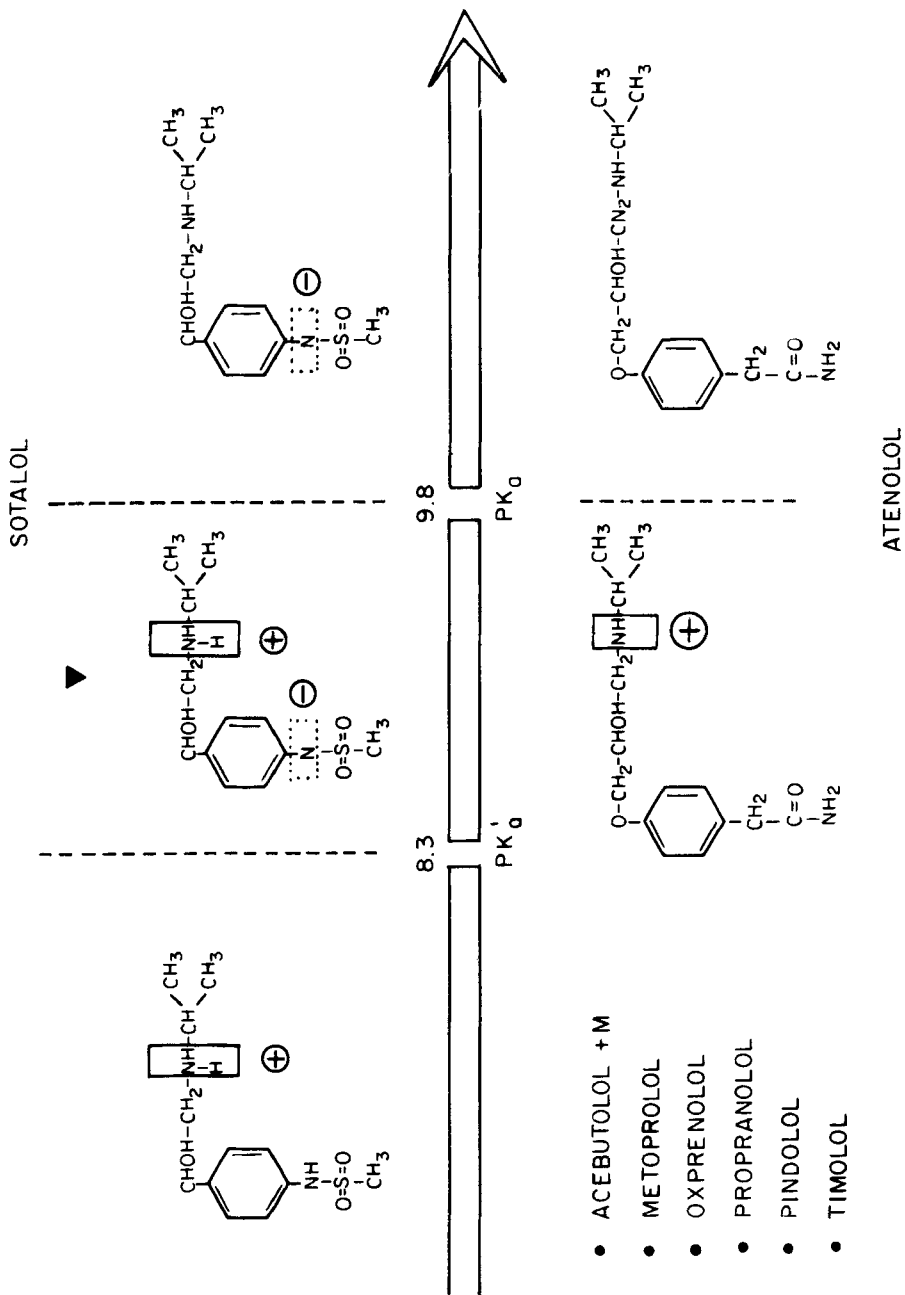 SOTALOL
CHOH-CH₂-NH-CH
CH₃
CH₃
H
+
NH
O=S=O
CH₃
CHOH-CH₂-NH-CH
CH₃
CH₃
H
+
N
−
O=S=O
CH₃
CHOH-CH₂-NH-CH
CH₃
CH₃
N
−
O=S=O
CH₃
8.3
9.8
PK'a
PKa
• ACEBUTOLOL +M
• METOPROLOL
• OXPRENOLOL
• PROPRANOLOL
• PINDOLOL
• TIMOLOL
O-CH₂-CHOH-CH₂-NH-CH
CH₃
CH₃
+
CH₂
C=O
NH₂
O-CH₂-CHOH-CN₂-NH-CH
CH₃
CH₃
CH₂
C=O
NH₂
ATENOLOL